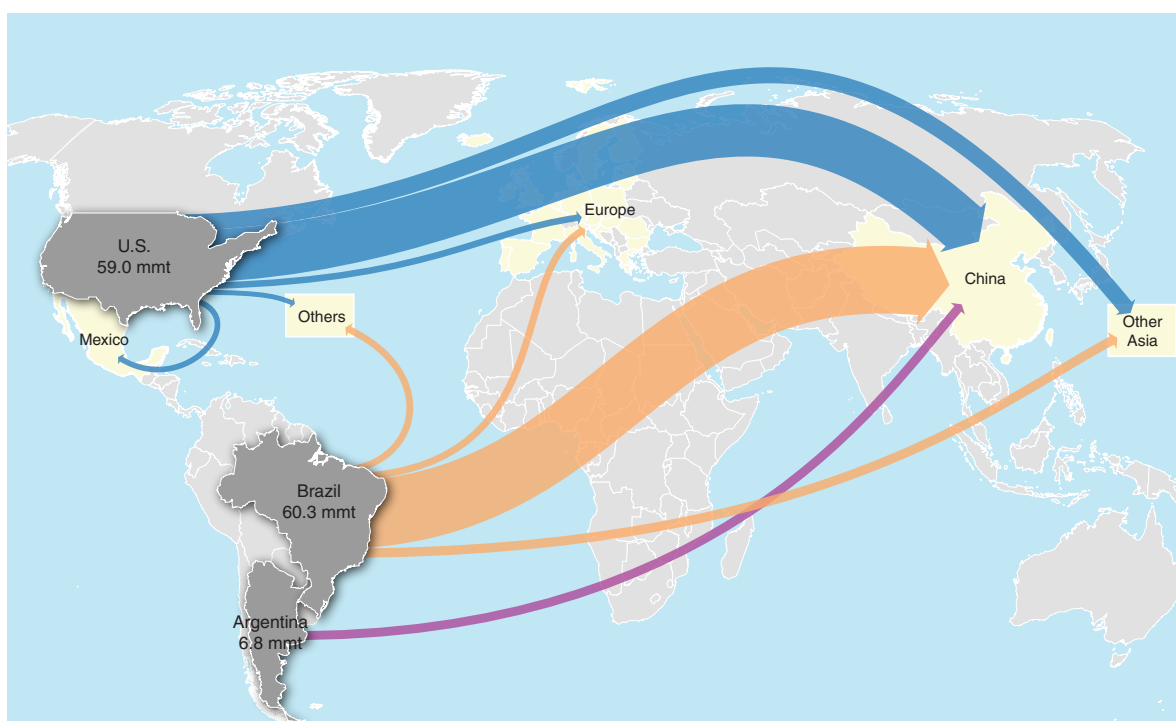 Europe
U.S.
59.0 mmt
China
Others
Other
Asia
Mexico
Brazil
60.3 mmt
Argentina
6.8 mmt